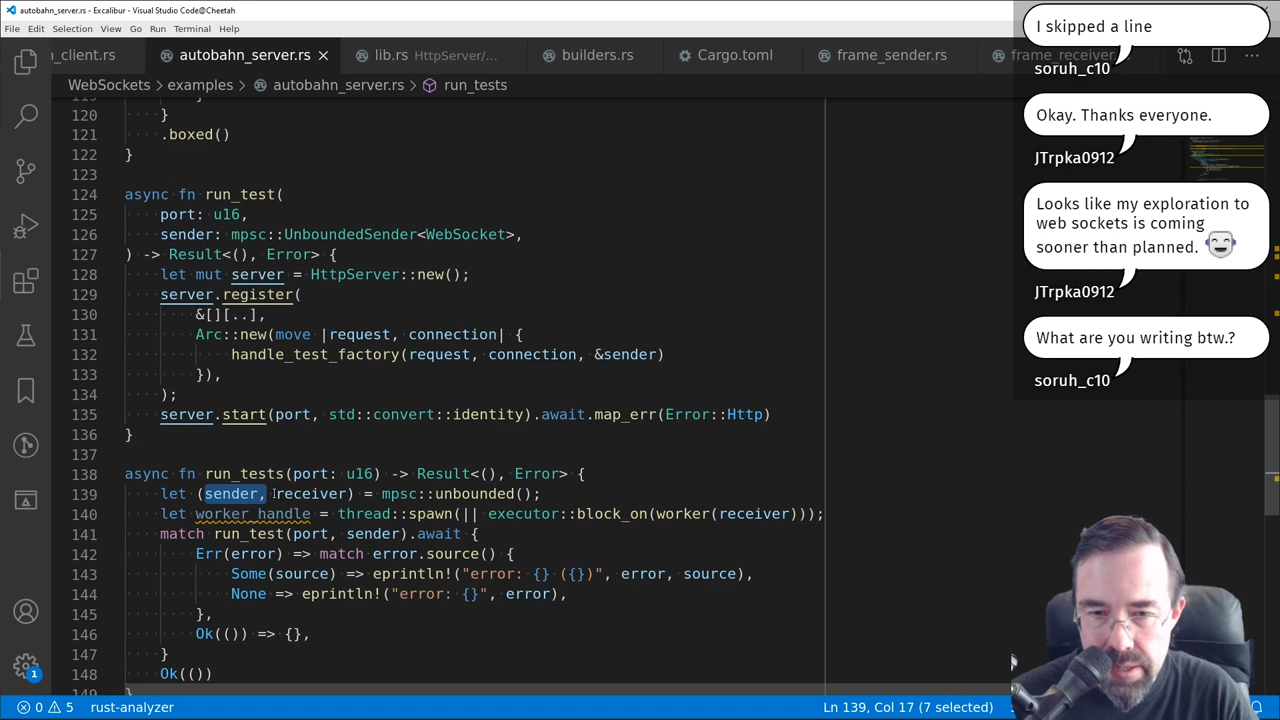 autobahn_server.rs - Excalibur - Visual Studio Code@Cheetah
File Edit Selection View Go Run Terminal Help
_client.rs autobahn_server.rs lib.rs HttpServer/... builders.rs Cargo.toml frame_sender.rs frame_receiver...
WebSockets > examples > autobahn_server.rs > run_tests
119 }
120 }
121 .boxed()
122 }
123
124 async fn run_test(
125 port: u16,
126 sender: mpsc::UnboundedSender<WebSocket>,
127 ) -> Result<(), Error> {
128 let mut server = HttpServer::new();
129 server.register(
130 &[][..],
131 Arc::new(move |request, connection| {
132 handle_test_factory(request, connection, &sender)
133 }),
134 );
135 server.start(port, std::convert::identity).await.map_err(Error::Http)
136 }
137
138 async fn run_tests(port: u16) -> Result<(), Error> {
139 let (sender, receiver) = mpsc::unbounded();
140 let worker_handle = thread::spawn(|| executor::block_on(worker(receiver)));
141 match run_test(port, sender).await {
142 Err(error) => match error.source() {
143 Some(source) => eprintln!("error: {} ({})", error, source),
144 None => eprintln!("error: {}", error),
145 },
146 Ok(()) => {},
147 }
148 Ok(())
149 }
I skipped a line
soruh_c10
Okay. Thanks everyone.
JTrpka0912
Looks like my exploration to
web sockets is coming
sooner than planned.
JTrpka0912
What are you writing btw.?
soruh_c10
1
0 5 rust-analyzer
Ln 139, Col 17 (7 selected)